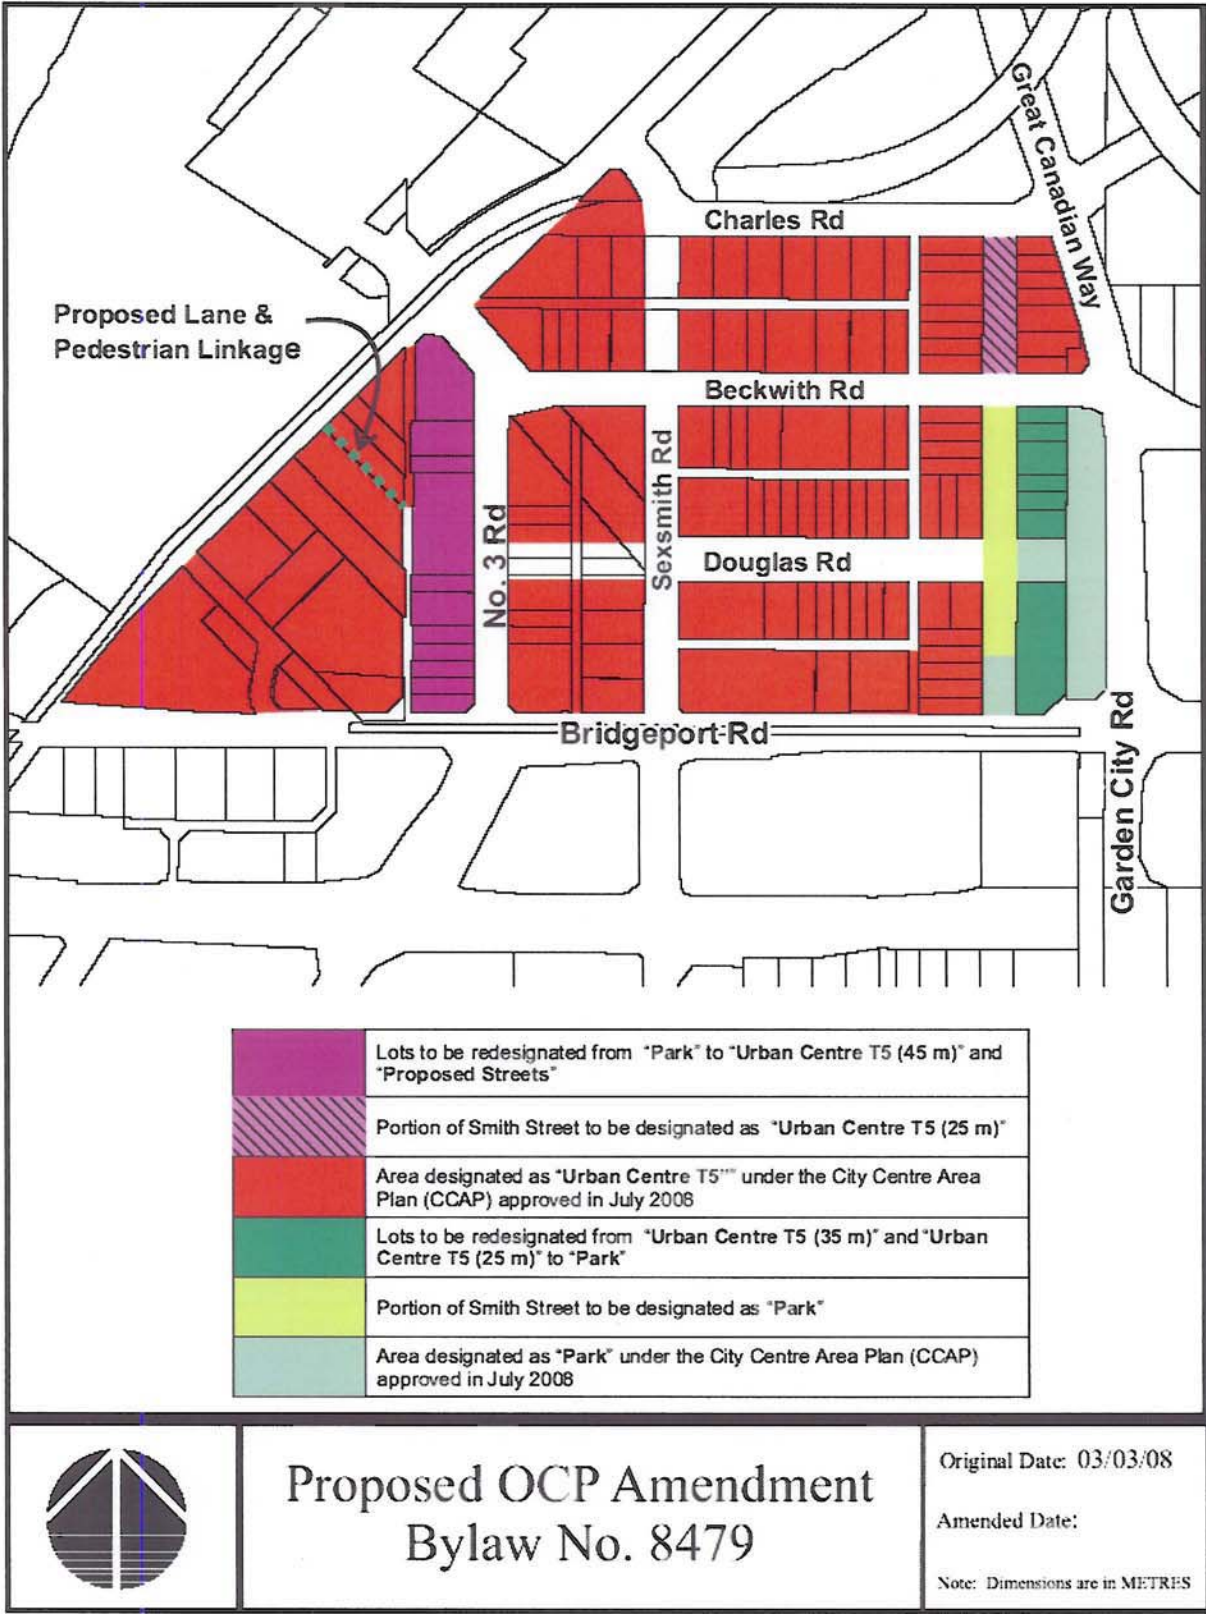 Great Canadian Way
Charles Rd
Proposed Lane &
Pedestrian Linkage
Beckwith Rd
No. 3 Rd
Sexsmith Rd
Douglas Rd
Bridgeport Rd
Garden City Rd
Lots to be redesignated from "Park" to "Urban Centre T5 (45 m)" and
"Proposed Streets"
Portion of Smith Street to be designated as "Urban Centre T5 (25 m)"
Area designated as "Urban Centre T5"" under the City Centre Area
Plan (CCAP) approved in July 2008
Lots to be redesignated from "Urban Centre T5 (35 m)" and "Urban
Centre T5 (25 m)" to "Park"
Portion of Smith Street to be designated as "Park"
Area designated as "Park" under the City Centre Area Plan (CCAP)
approved in July 2008
Proposed OCP Amendment
Bylaw No. 8479
Original Date: 03/03/08
Amended Date:
Note: Dimensions are in METRES